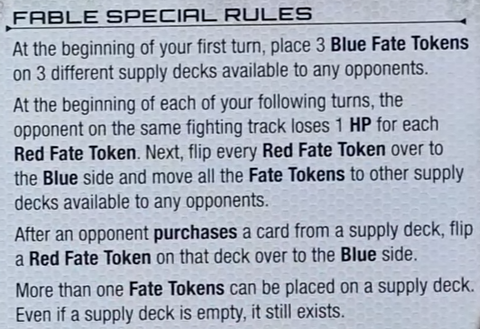 FABLE SPECIAL RULES
At the beginning of your first turn, place 3 Blue Fate Tokens
on 3 different supply decks available to any opponents.
At the beginning of each of your following turns, the
opponent on the same fighting track loses 1 HP for each
Red Fate Token. Next, flip every Red Fate Token over to
the Blue side and move all the Fate Tokens to other supply
decks available to any opponents.
After an opponent purchases a card from a supply deck, flip
a Red Fate Token on that deck over to the Blue side.
More than one Fate Tokens can be placed on a supply deck.
Even if a supply deck is empty, it still exists.